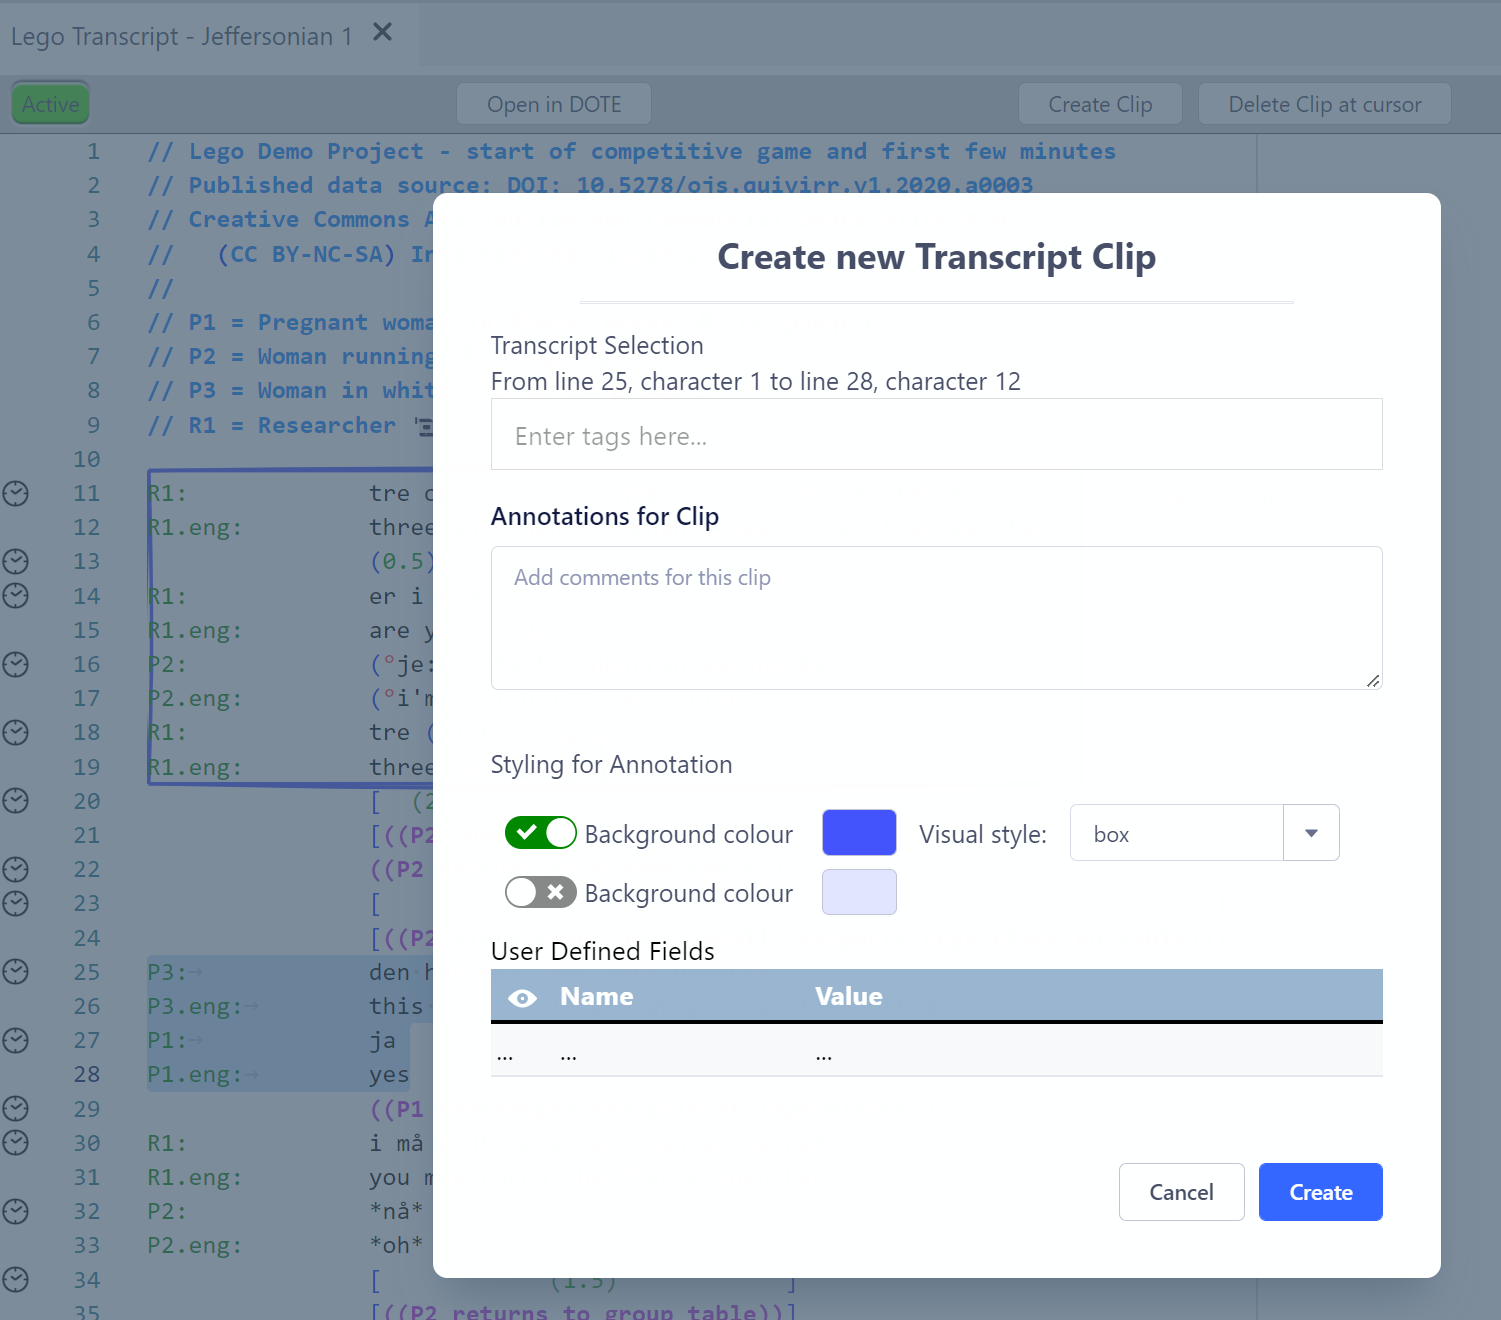 Lego Transcript - Jeffersonian 1
Active
Open in DOTE
Create Clip
Delete Clip at cursor
1 // Lego Demo Project - start of competitive game and first few minutes
2 // Published data source: DOI: 10.5278/ojs.quivirr.v1.2020.a0003
3 // Creative Commons
4 // (CC BY-NC-SA)
5 //
6 // P1 = Pregnant
7 // P2 = Woman running
8 // P3 = Woman in
9 // R1 = Researcher
10
11 R1: tre
12 R1.eng: three
13 (0.5)
14 R1: er i
15 R1.eng: are
16 P2: (°je:
17 P2.eng: (°i'm
18 R1: tre (
19 R1.eng: three
20 [ (2
21 [((P2
22 ((P2
23 [
24 [((P2
25 P3:→ den
26 P3.eng:→ this
27 P1:→ ja
28 P1.eng:→ yes
29 ((P1
30 R1: i må
31 R1.eng: you
32 P2: *nå*
33 P2.eng: *oh*
34 [ (1.5) ]
35 [((P2 returns to group table))]
Create new Transcript Clip
Transcript Selection
From line 25, character 1 to line 28, character 12
Enter tags here...
Annotations for Clip
Add comments for this clip
Styling for Annotation
Background colour
Visual style:
box
Background colour
User Defined Fields
Name Value
... ... ...
Cancel
Create